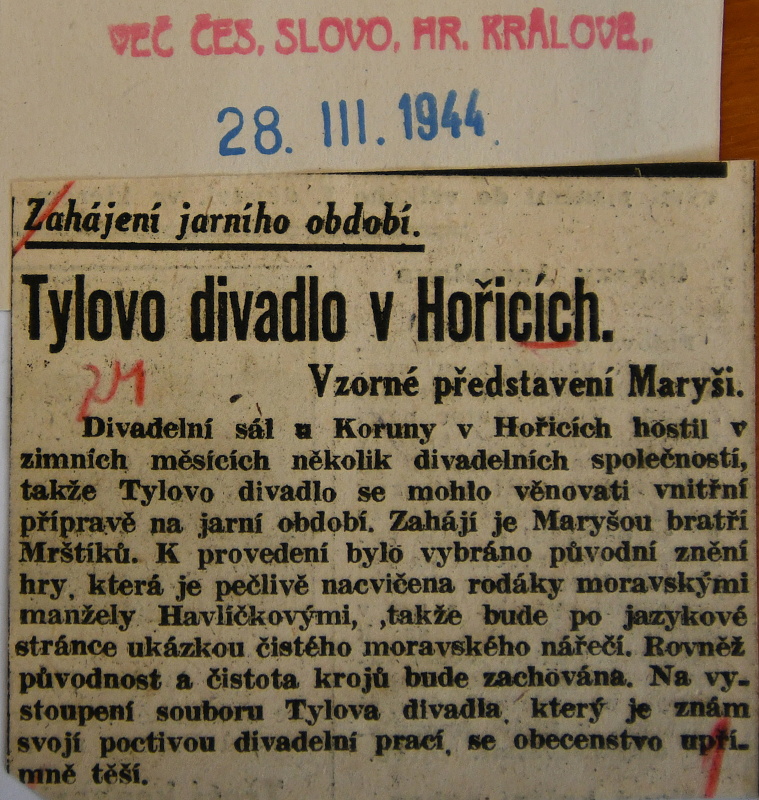 VEČ ČES. SLOVO, HR. KRÁLOVÉ,
28. III. 1944
Zahájení jarního období.
Tylovo divadlo v Hořicích.
Vzorné představení Maryši.
Divadelní sál u Koruny v Hořicích hostil v
zimních měsících několik divadelních společností,
takže Tylovo divadlo se mohlo věnovati vnitřní
přípravě na jarní období. Zahájí je Maryšou bratří
Mrštíků. K provedení bylo vybráno původní znění
hry, která je pečlivě nacvičena rodáky moravskými
manžely Havlíčkovými, ,takže bude po jazykové
stránce ukázkou čistého moravského nářečí. Rovněž
původnost a čistota krojů bude zachována. Na vy-
stoupení souboru Tylova divadla, který je znám
svojí poctivou divadelní prací, se obecenstvo upří-
mně těší.